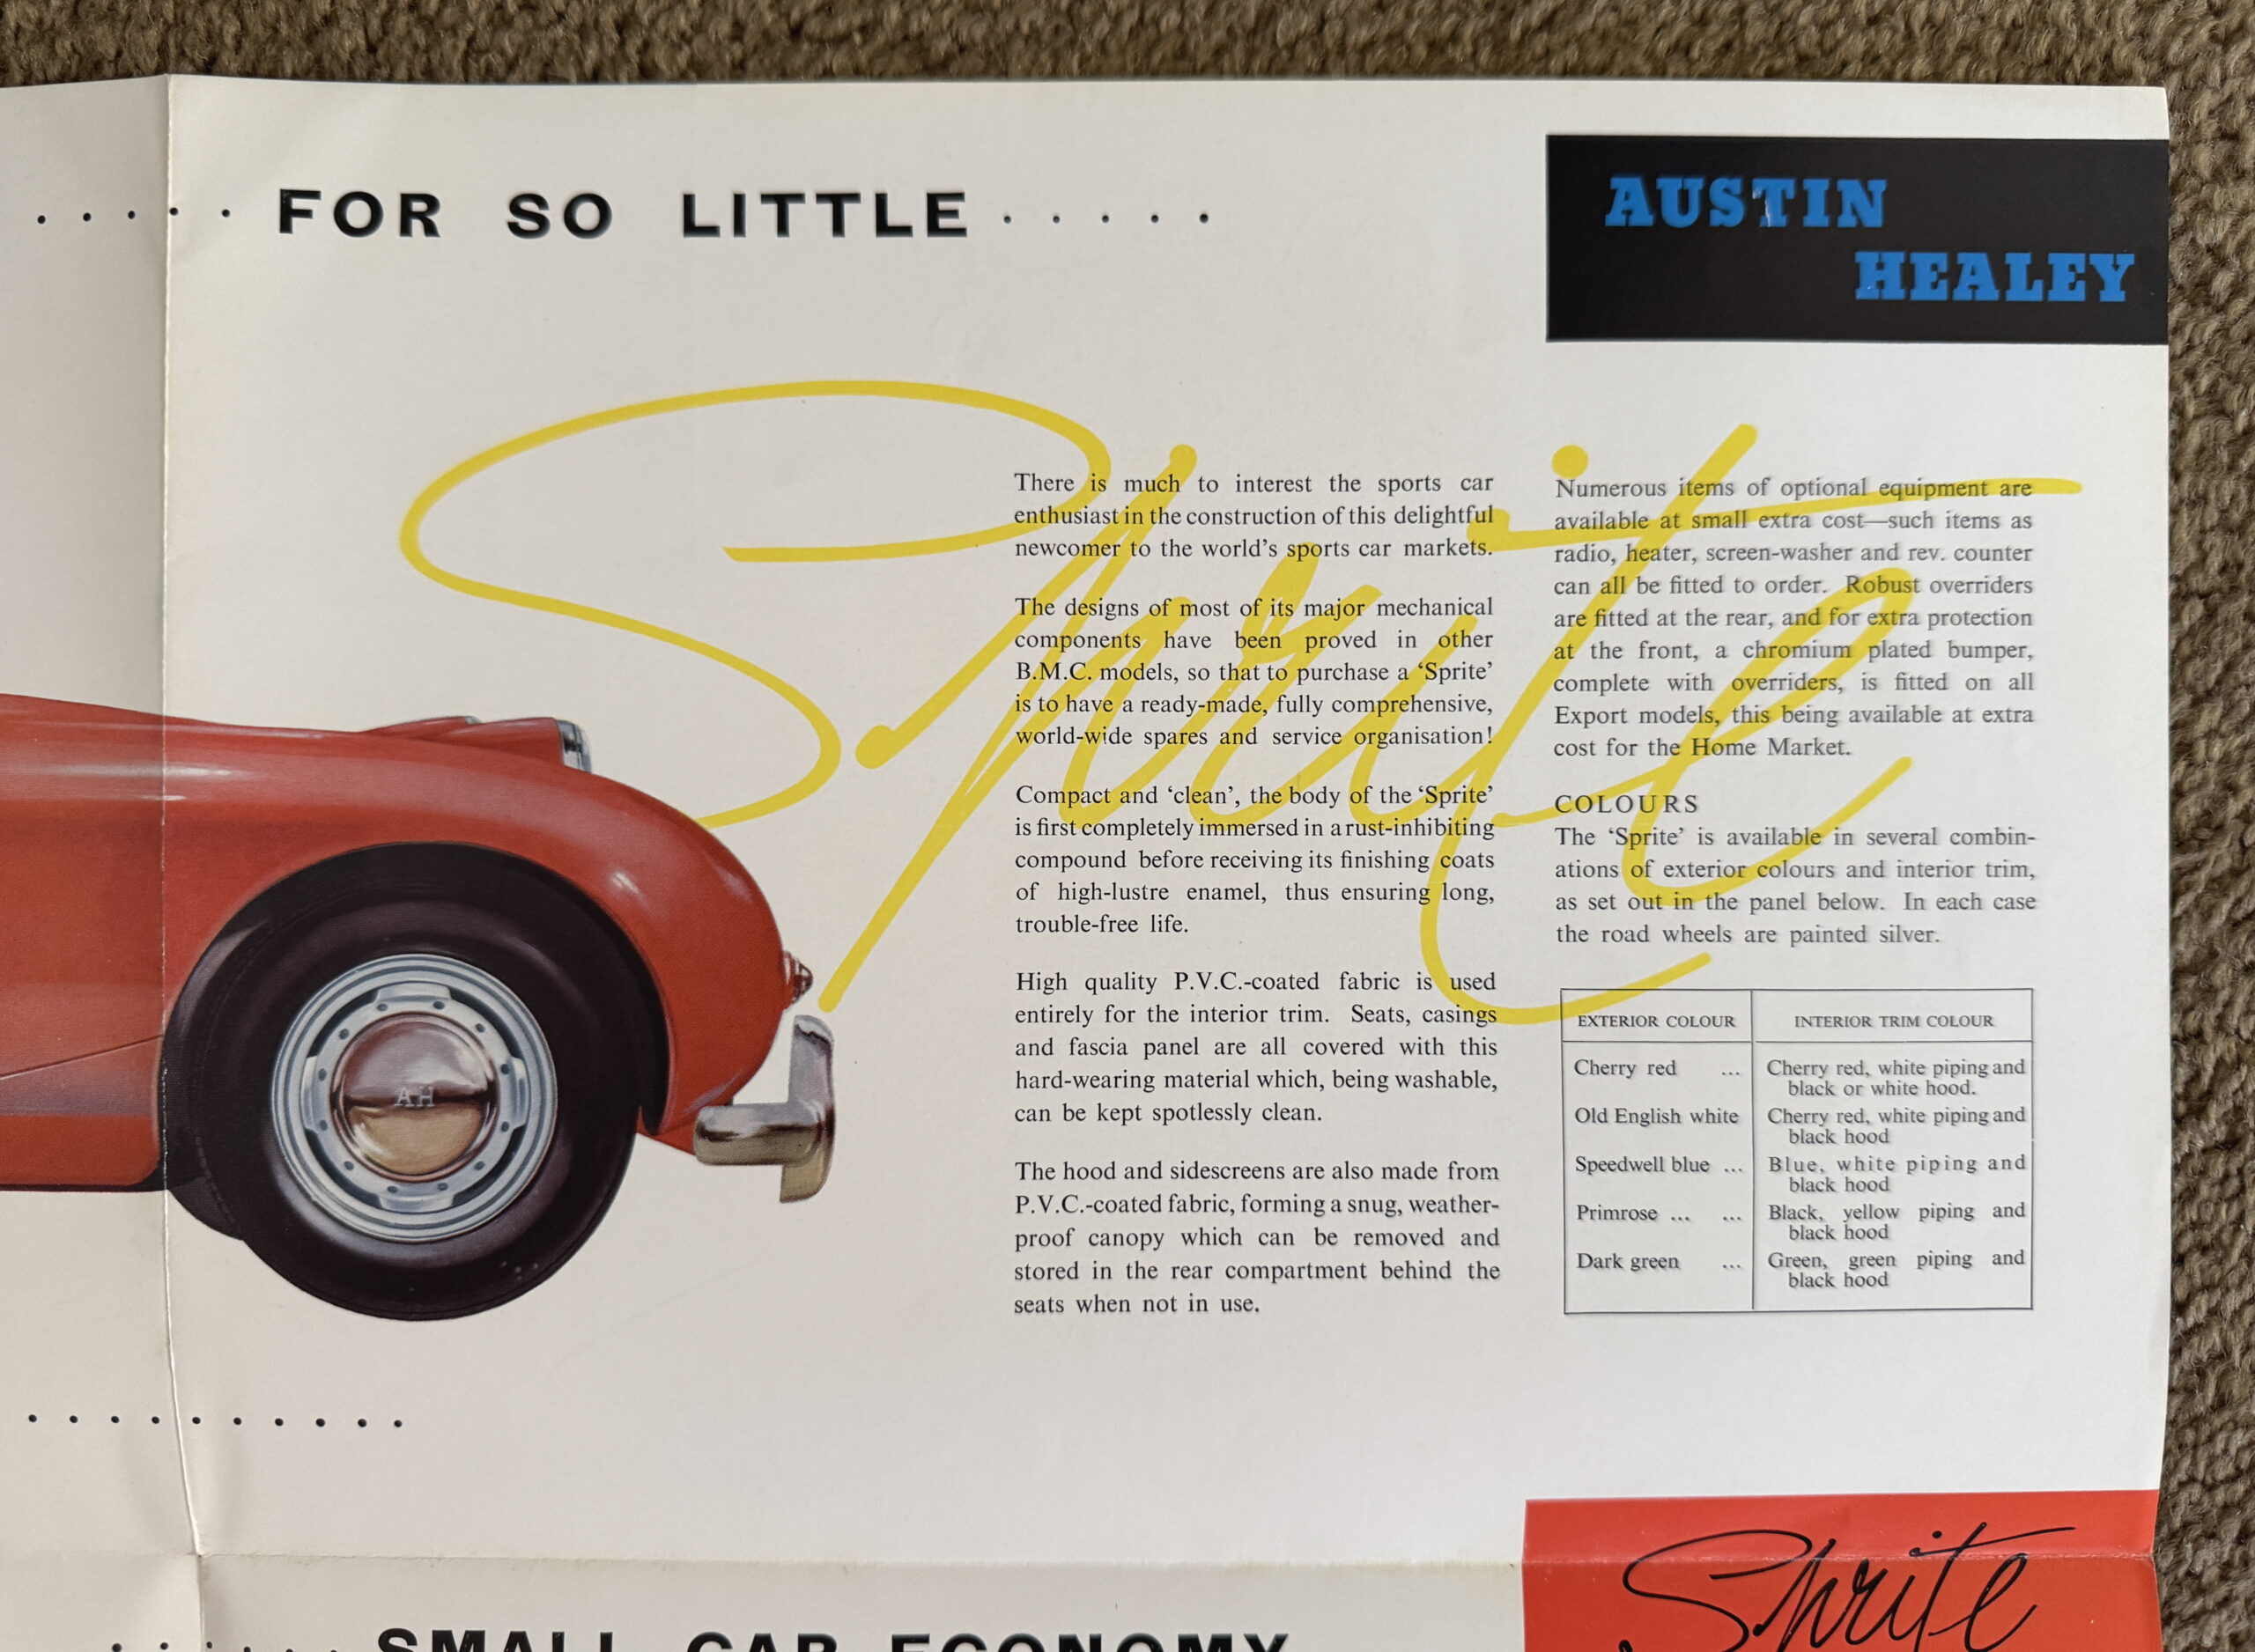 ..... FOR SO LITTLE.....
AUSTIN
HEALEY
Sprite
There is much to interest the sports car
enthusiast in the construction of this delightful
newcomer to the world's sports car markets.
The designs of most of its major mechanical
components have been proved in other
B.M.C. models, so that to purchase a ‘Sprite’
is to have a ready-made, fully comprehensive,
world-wide spares and service organisation!
Compact and ‘clean’, the body of the ‘Sprite’
is first completely immersed in a rust-inhibiting
compound before receiving its finishing coats
of high-lustre enamel, thus ensuring long,
trouble-free life.
High quality P.V.C.-coated fabric is used
entirely for the interior trim. Seats, casings
and fascia panel are all covered with this
hard-wearing material which, being washable,
can be kept spotlessly clean.
The hood and sidescreens are also made from
P.V.C.-coated fabric, forming a snug, weather-
proof canopy which can be removed and
stored in the rear compartment behind the
seats when not in use.
Numerous items of optional equipment are
available at small extra cost—such items as
radio, heater, screen-washer and rev. counter
can all be fitted to order. Robust overriders
are fitted at the rear, and for extra protection
at the front, a chromium plated bumper,
complete with overriders, is fitted on all
Export models, this being available at extra
cost for the Home Market.
COLOURS
The ‘Sprite’ is available in several combin-
ations of exterior colours and interior trim,
as set out in the panel below. In each case
the road wheels are painted silver.
EXTERIOR COLOUR INTERIOR TRIM COLOUR
Cherry red ... Cherry red, white piping and
black or white hood.
Old English white Cherry red, white piping and
black hood
Speedwell blue ... Blue, white piping and
black hood
Primrose ... ... Black, yellow piping and
black hood
Dark green ... Green, green piping and
black hood
AH
Sprite
SMALL CAR ECONOMY